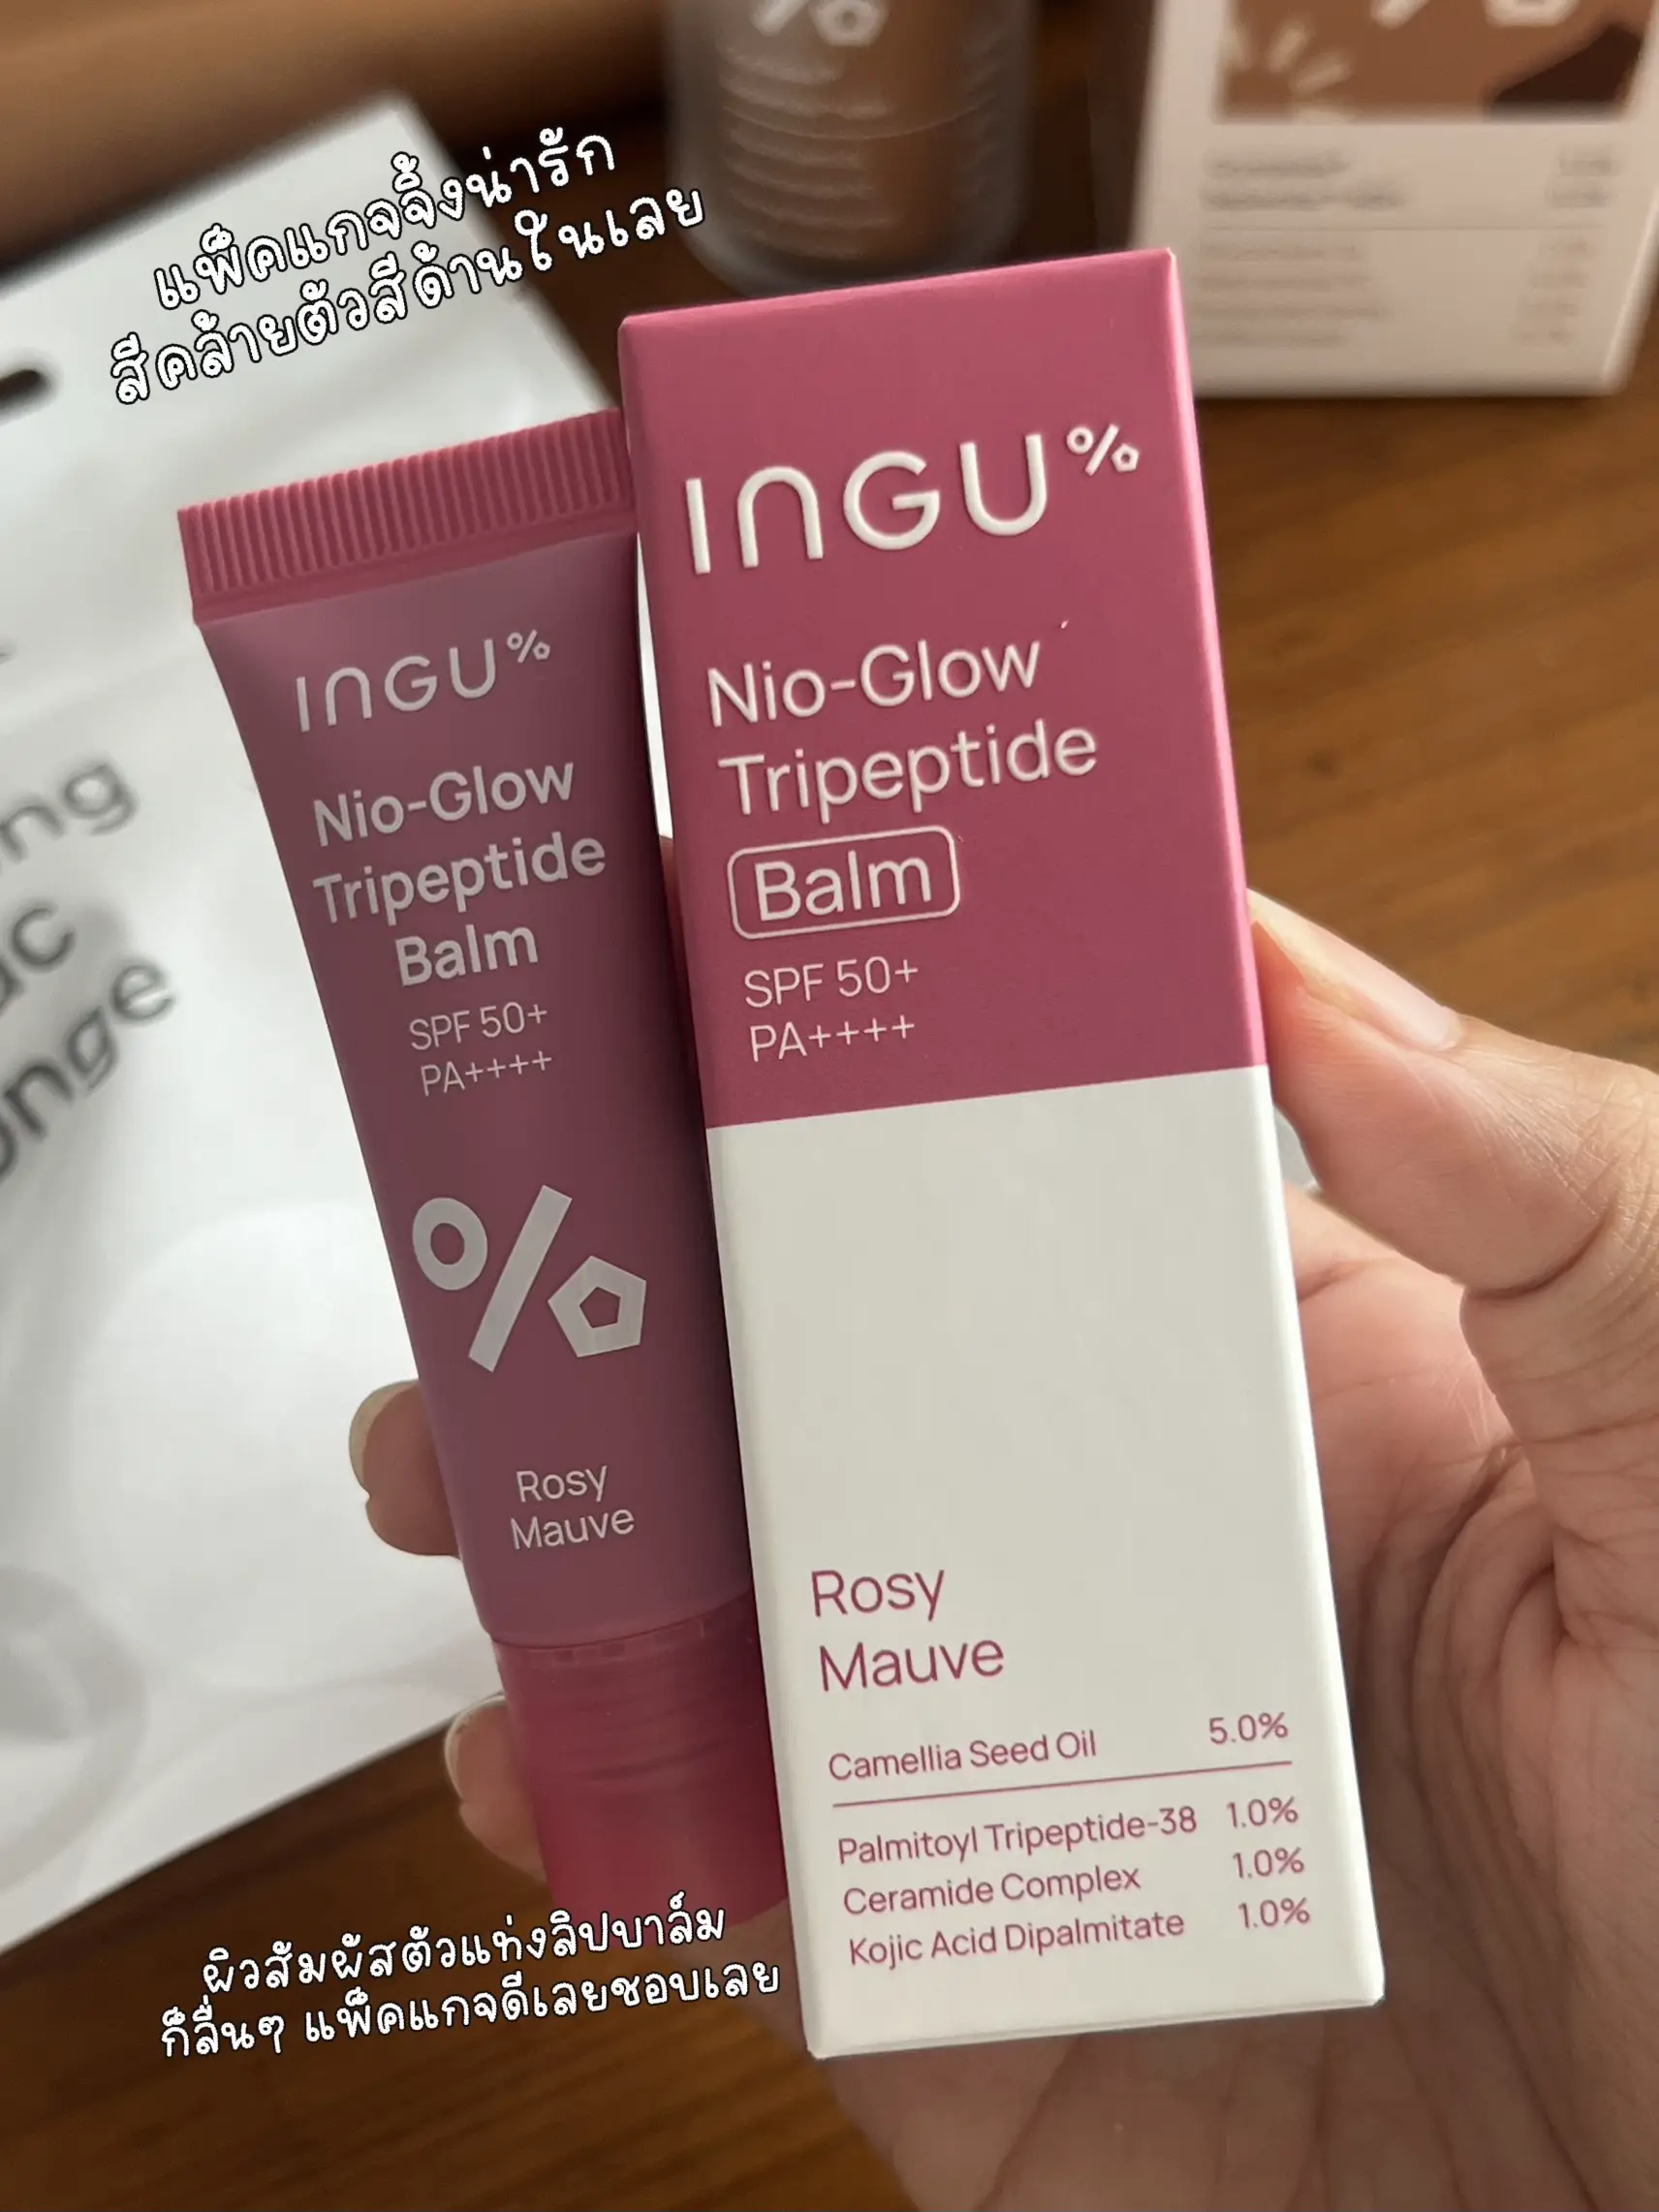 แพ็คแกจจิ้งน่ารัก
สีคล้ายตัวสีด้านในเลย
INGU%
Nio-Glow
Tripeptide
Balm
SPF 50+
PA++++
%
Rosy
Mauve
INGU%
Nio-Glow
Tripeptide
Balm
SPF 50+
PA++++
Rosy
Mauve
Camellia Seed Oil 5.0%
Palmitoyl Tripeptide-38 1.0%
Ceramide Complex 1.0%
Kojic Acid Dipalmitate 1.0%
ผิวสัมผัสตัวแท่งลิปบาล์ม
ก็ลื่นๆ แพ็คแกจดีเลยชอบเลย